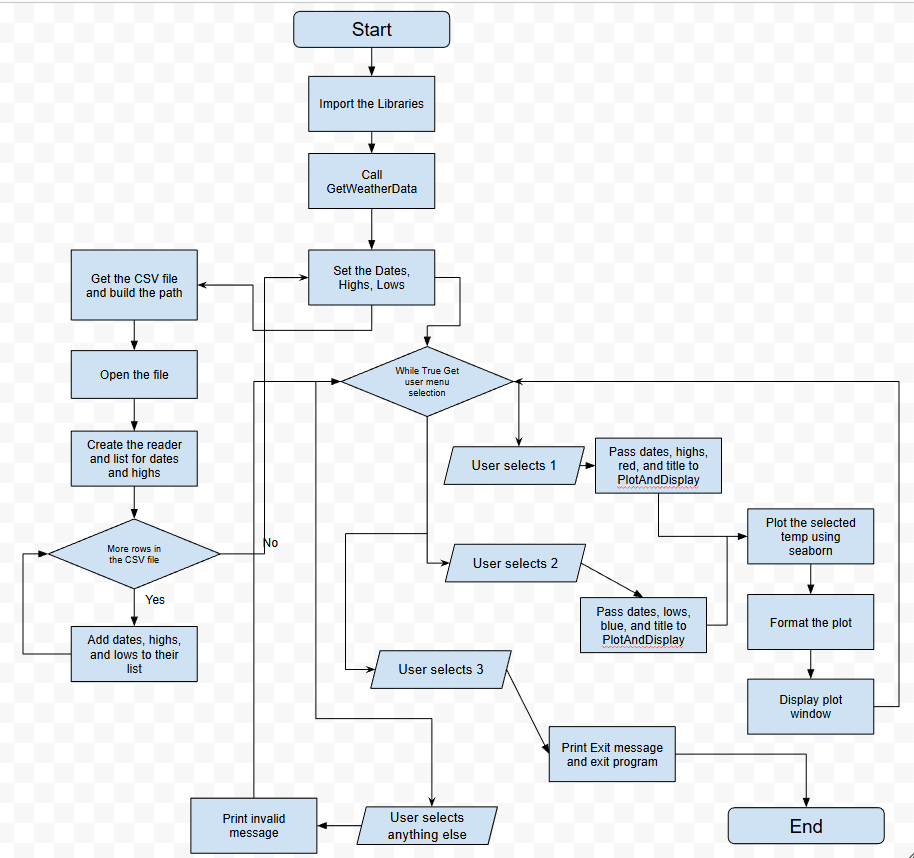 Start
Import the Libraries
Call
GetWeatherData
Set the Dates,
Highs, Lows
Get the CSV file
and build the path
Open the file
Create the reader
and list for dates
and highs
More rows in
the CSV file
No
Yes
Add dates, highs,
and lows to their
list
While True Get
user menu
selection
User selects 1
Pass dates, highs,
red, and title to
PlotAndDisplay
User selects 2
Pass dates, lows,
blue, and title to
PlotAndDisplay
Plot the selected
temp using
seaborn
Format the plot
Display plot
window
User selects 3
Print Exit message
and exit program
End
User selects
anything else
Print invalid
message